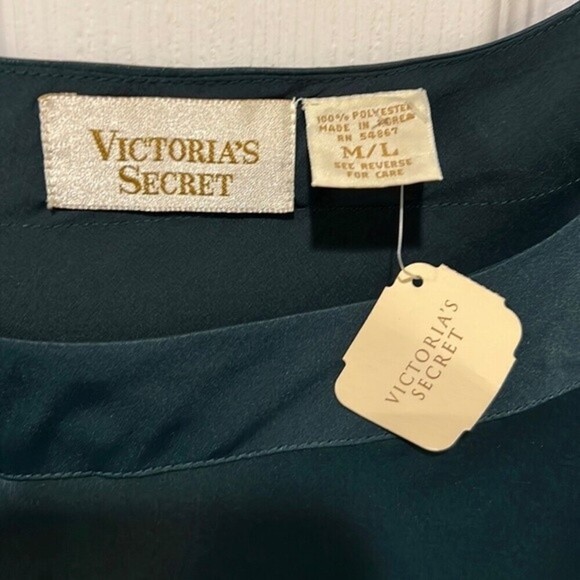 VICTORIA'S
SECRET
100% POLYESTER
MADE IN KOREA
RN 54867
M/L
SEE REVERSE
FOR CARE
VICTORIA'S
SECRET